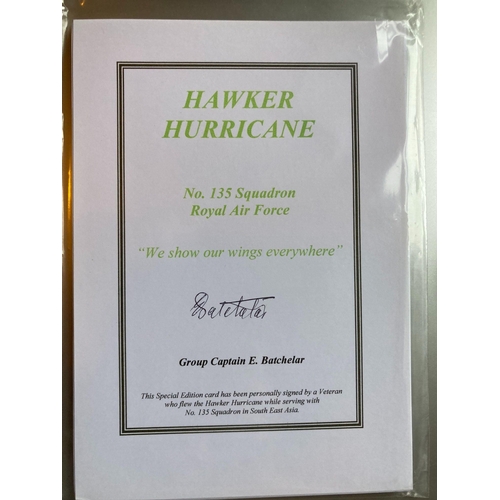 HAWKER
HURRICANE
No. 135 Squadron
Royal Air Force
"We show our wings everywhere"
EBatchelar
Group Captain E. Batchelar
This Special Edition card has been personally signed by a Veteran
who flew the Hawker Hurricane while serving with
No. 135 Squadron in South East Asia.